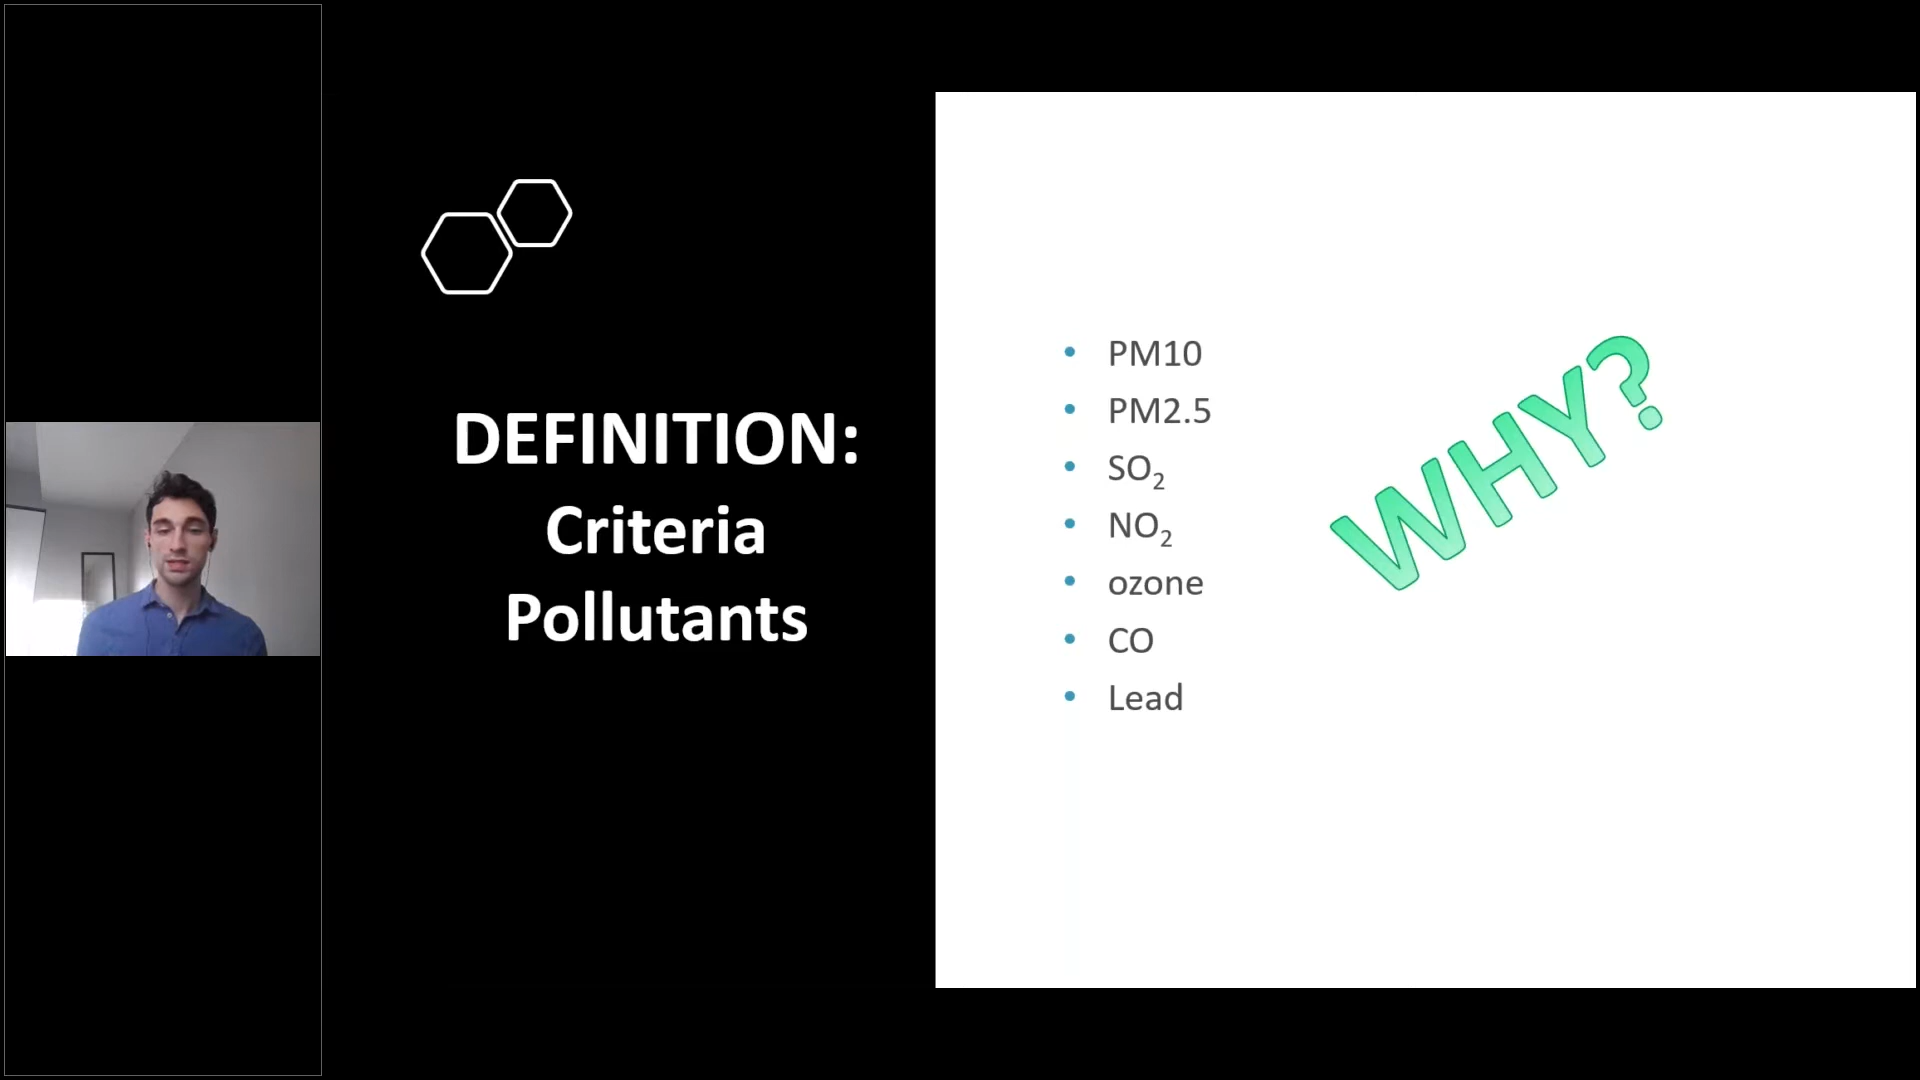 DEFINITION:
Criteria
Pollutants
• PM10
• PM2.5
• SO₂
• NO₂
• ozone
• CO
• Lead
WHY?